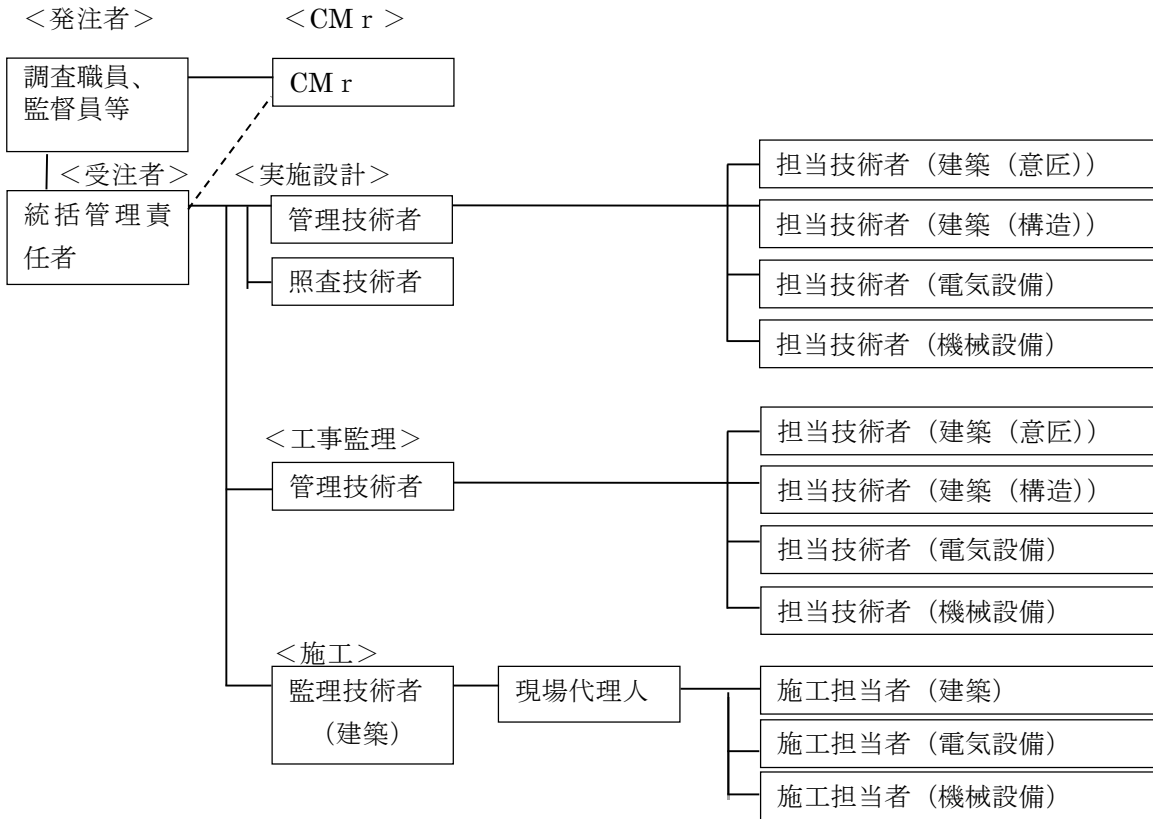 ＜発注者＞
＜CMｒ＞
調査職員、
監督員等
CMｒ
＜受注者＞
＜実施設計＞
統括管理責
任者
管理技術者
照査技術者
担当技術者（建築（意匠））
担当技術者（建築（構造））
担当技術者（電気設備）
担当技術者（機械設備）
＜工事監理＞
管理技術者
担当技術者（建築（意匠））
担当技術者（建築（構造））
担当技術者（電気設備）
担当技術者（機械設備）
＜施工＞
監理技術者
（建築）
現場代理人
施工担当者（建築）
施工担当者（電気設備）
施工担当者（機械設備）